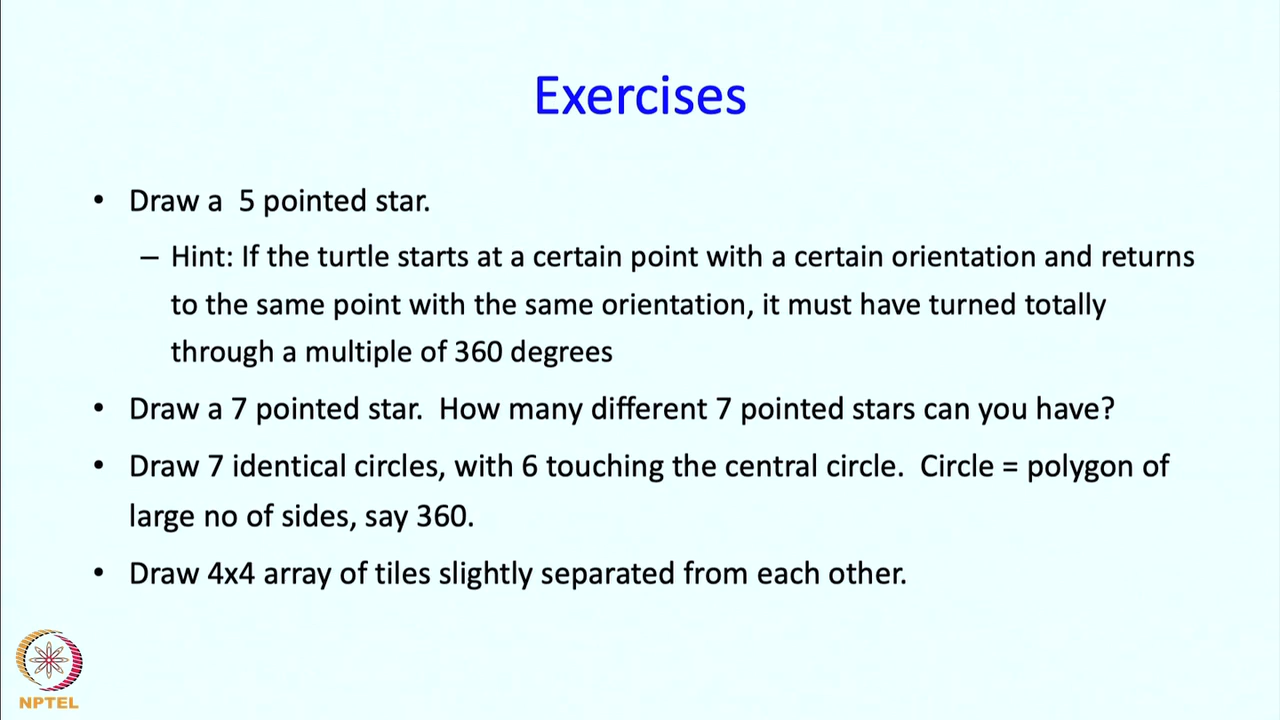 Exercises
• Draw a 5 pointed star.
– Hint: If the turtle starts at a certain point with a certain orientation and returns
to the same point with the same orientation, it must have turned totally
through a multiple of 360 degrees
• Draw a 7 pointed star. How many different 7 pointed stars can you have?
• Draw 7 identical circles, with 6 touching the central circle. Circle = polygon of
large no of sides, say 360.
• Draw 4x4 array of tiles slightly separated from each other.
NPTEL